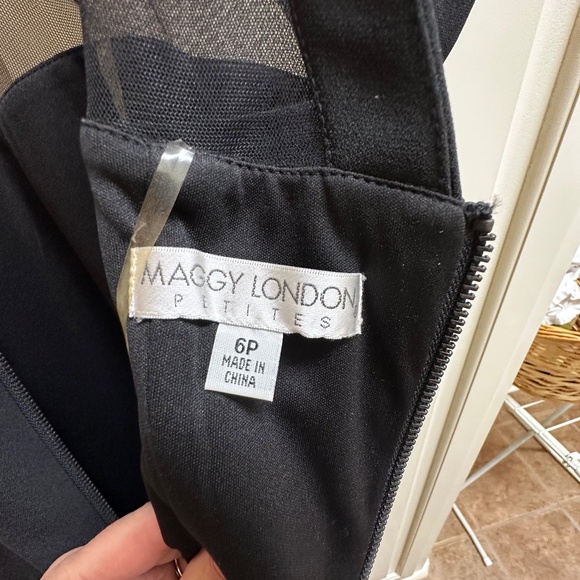 MAGGY LONDON
PETITES
6P
MADE IN
CHINA